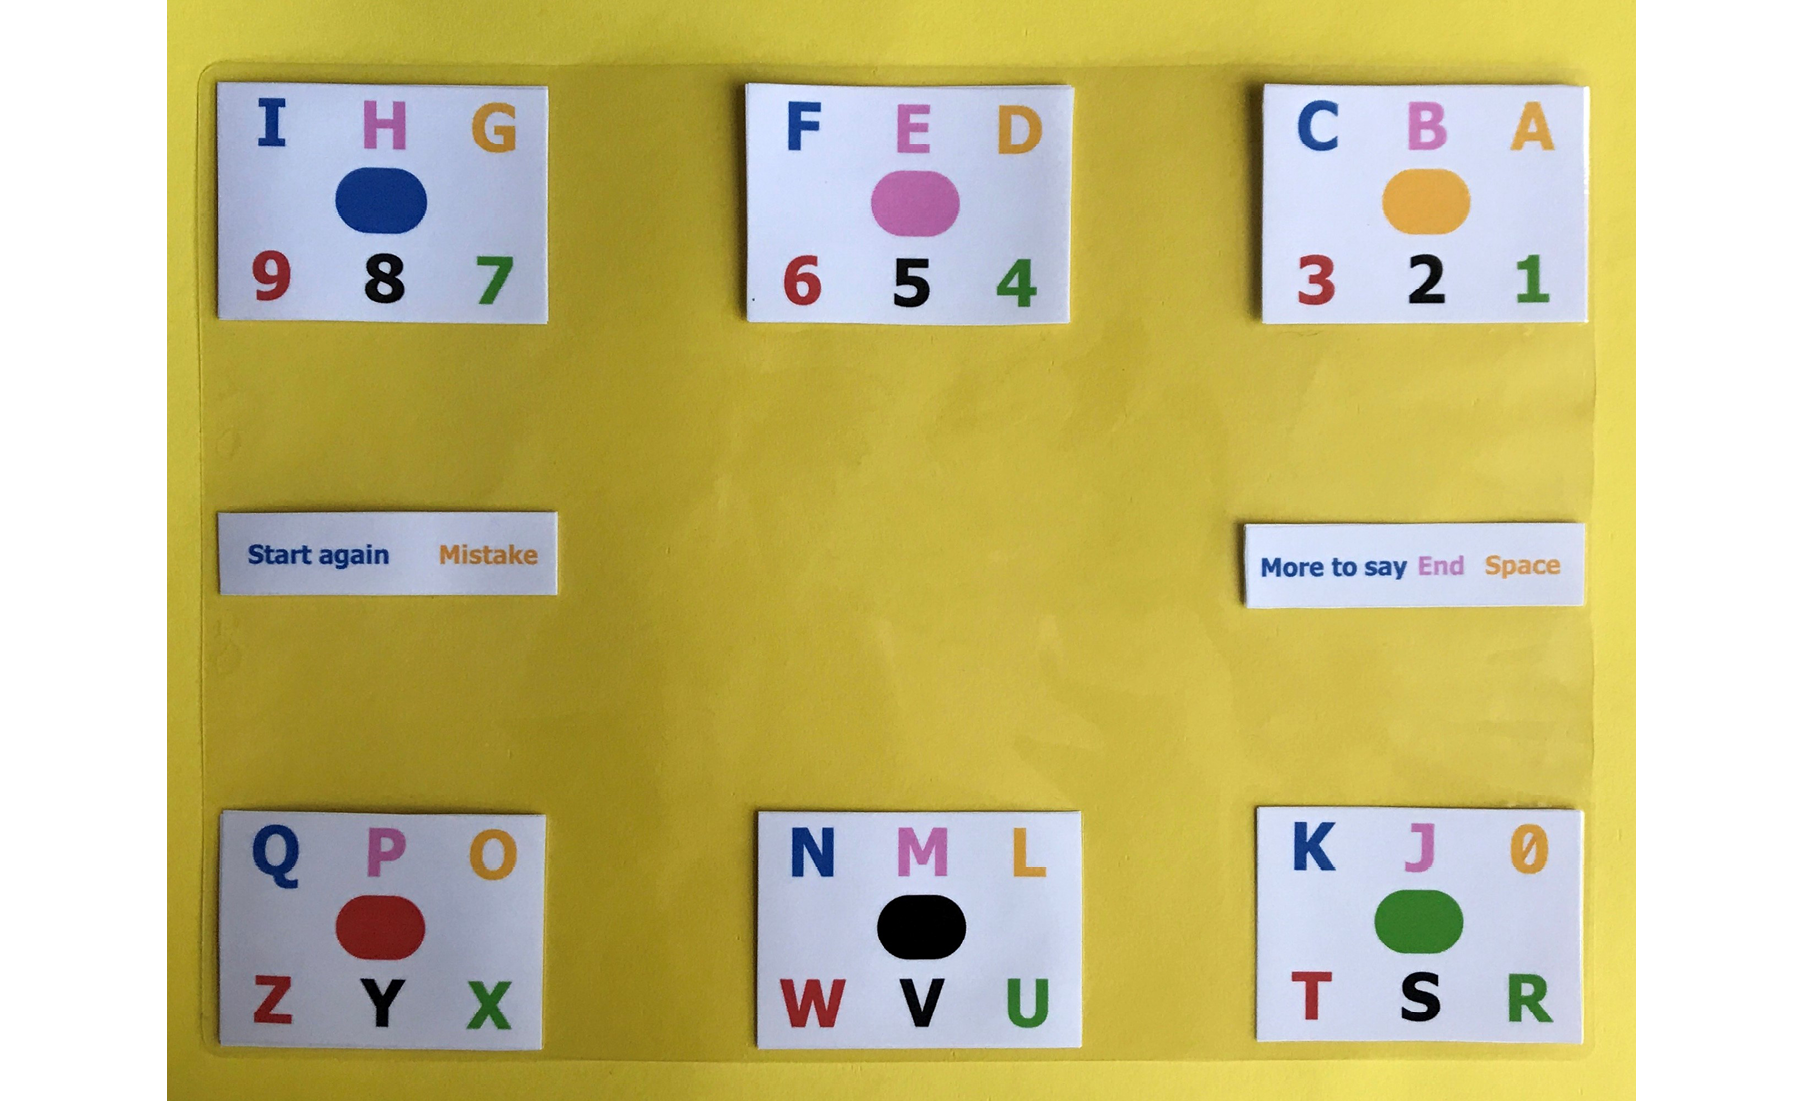 I H G
9 8 7
F E D
6 5 4
C B A
3 2 1
Start again Mistake
More to say End Space
Q P O
Z Y X
N M L
W V U
K J 0
T S R